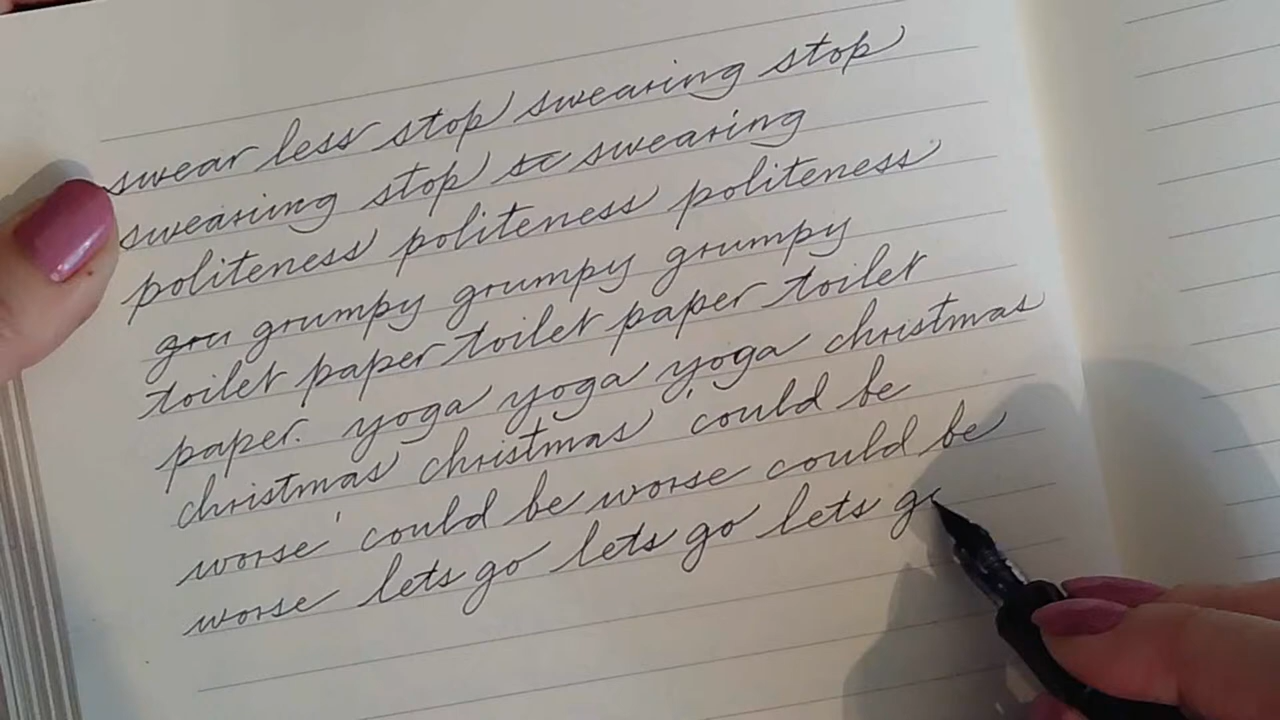 swear less stop swearing stop
swearing stop sc swearing
politeness politeness politeness
gru grumpy grumpy grumpy
toilet paper toilet paper toilet
paper. yoga yoga yoga christmas
christmas christmas 'could be
worse' could be worse could be
worse lets go lets go lets go